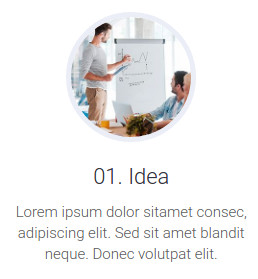 01. Idea
Lorem ipsum dolor sitamet consec,
adipiscing elit. Sed sit amet blandit
neque. Donec volutpat elit.